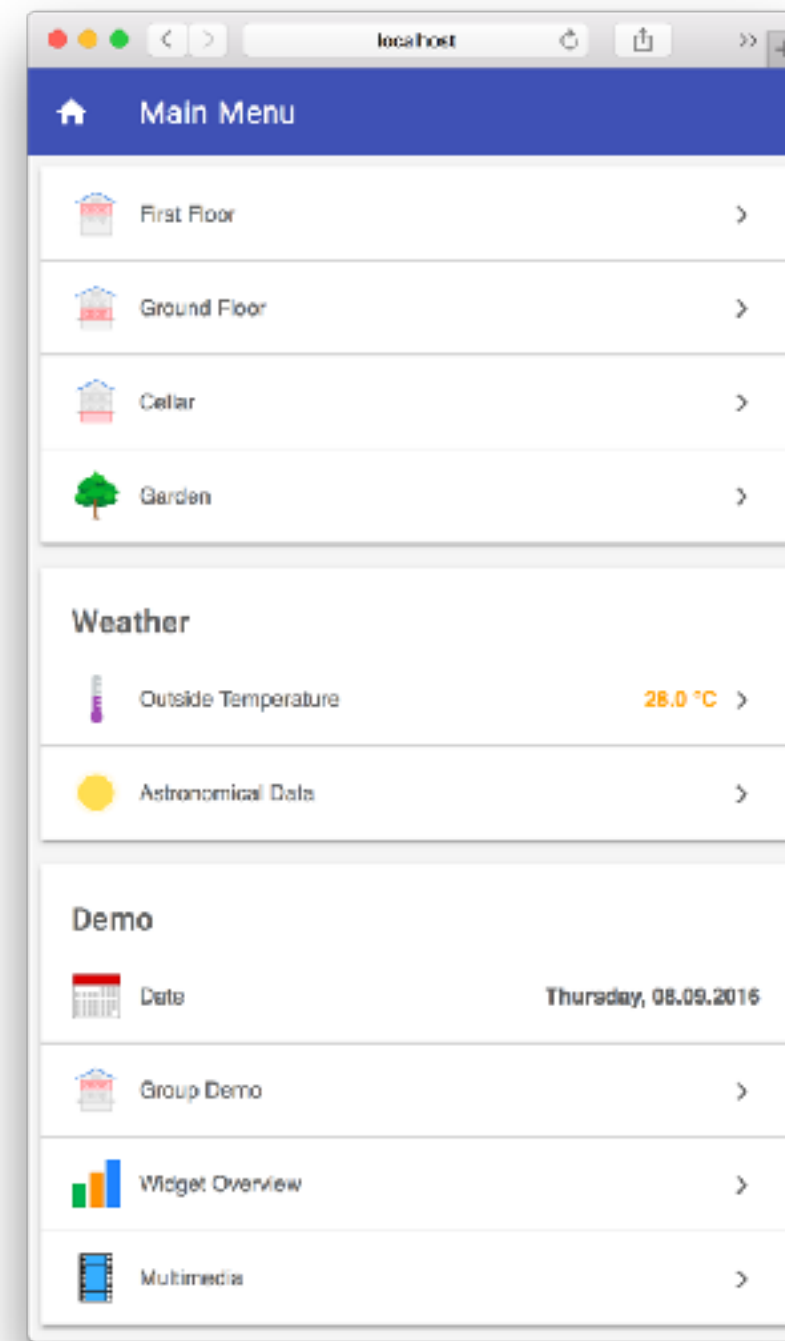 localhost
Main Menu
First Floor
Ground Floor
Cellar
Garden
Weather
Outside Temperature 28.0 °C
Astronomical Data
Demo
Date Thursday, 08.09.2016
Group Demo
Widget Overview
Multimedia